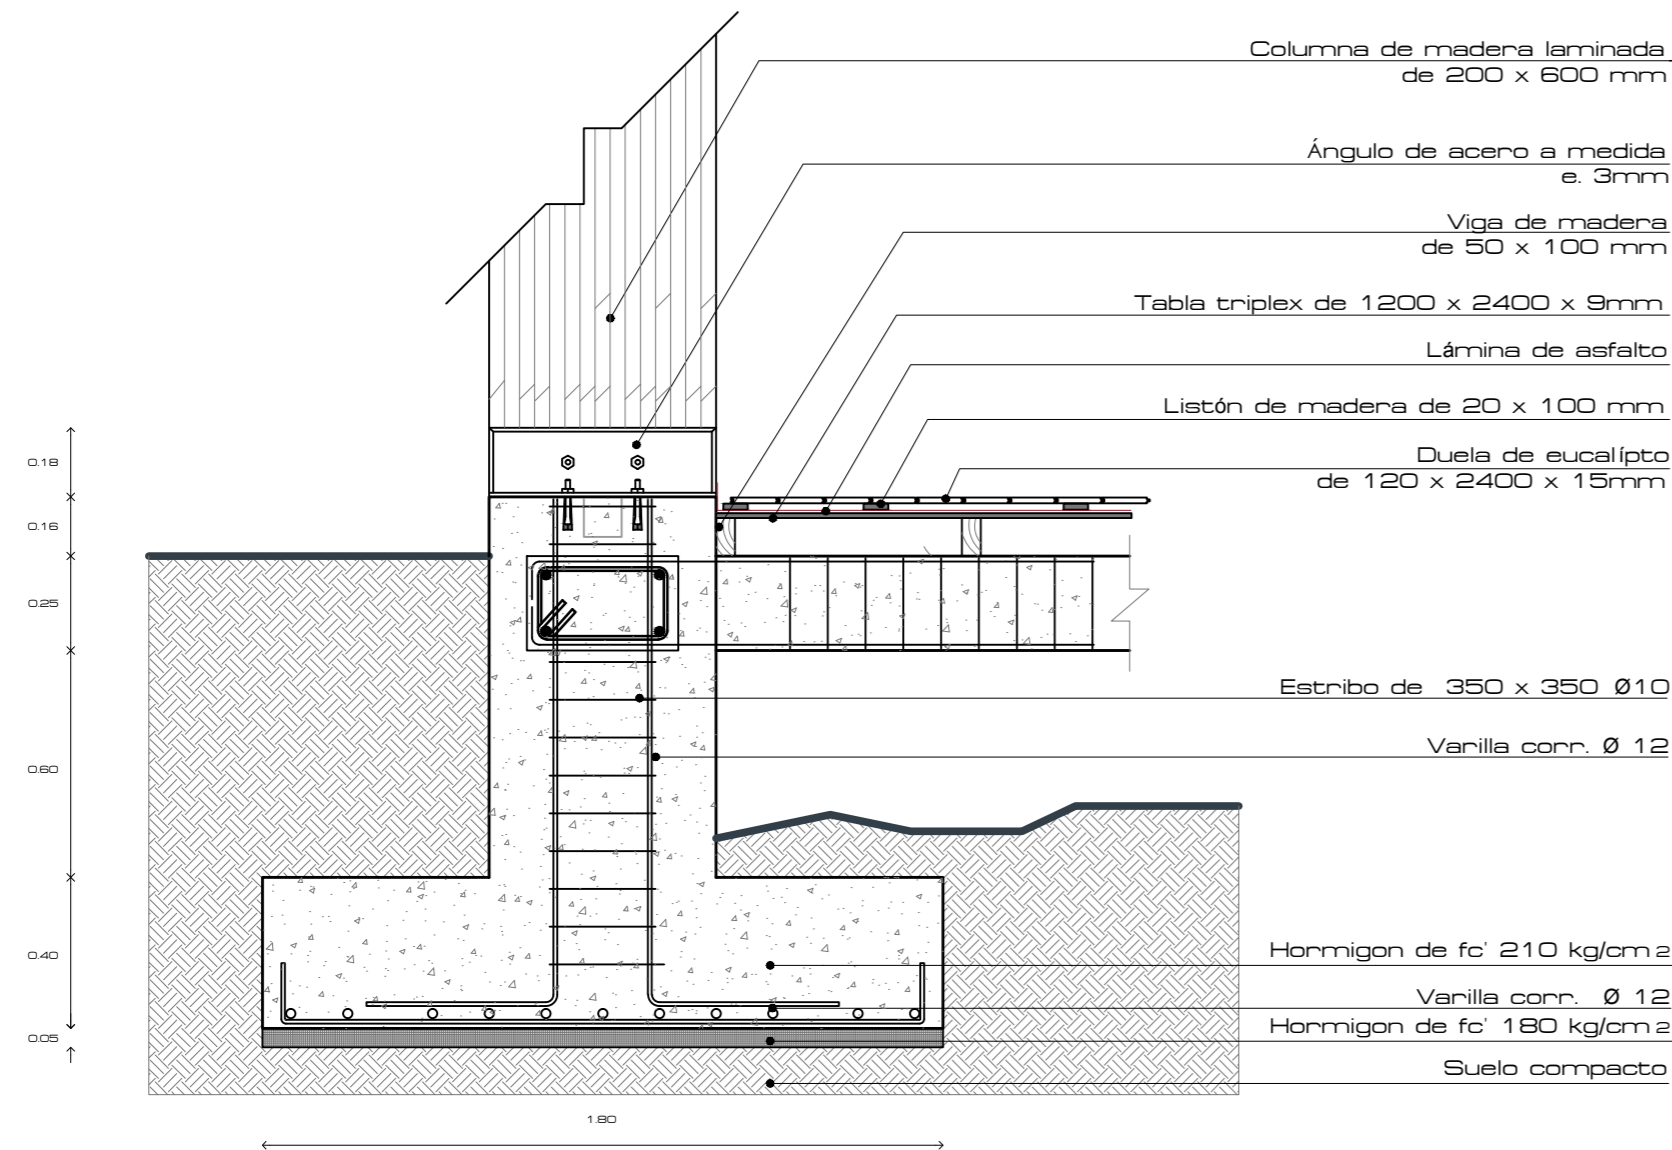 Columna de madera laminada
de 200 x 600 mm
Ángulo de acero a medida
e. 3mm
Viga de madera
de 50 x 100 mm
Tabla triplex de 1200 x 2400 x 9mm
Lámina de asfalto
Listón de madera de 20 x 100 mm
Duela de eucalípto
de 120 x 2400 x 15mm
Estribo de 350 x 350 Ø10
Varilla corr. Ø 12
Hormigon de fc' 210 kg/cm 2
Varilla corr. Ø 12
Hormigon de fc' 180 kg/cm 2
Suelo compacto
0.18
0.16
0.25
0.60
0.40
0.05
1.80